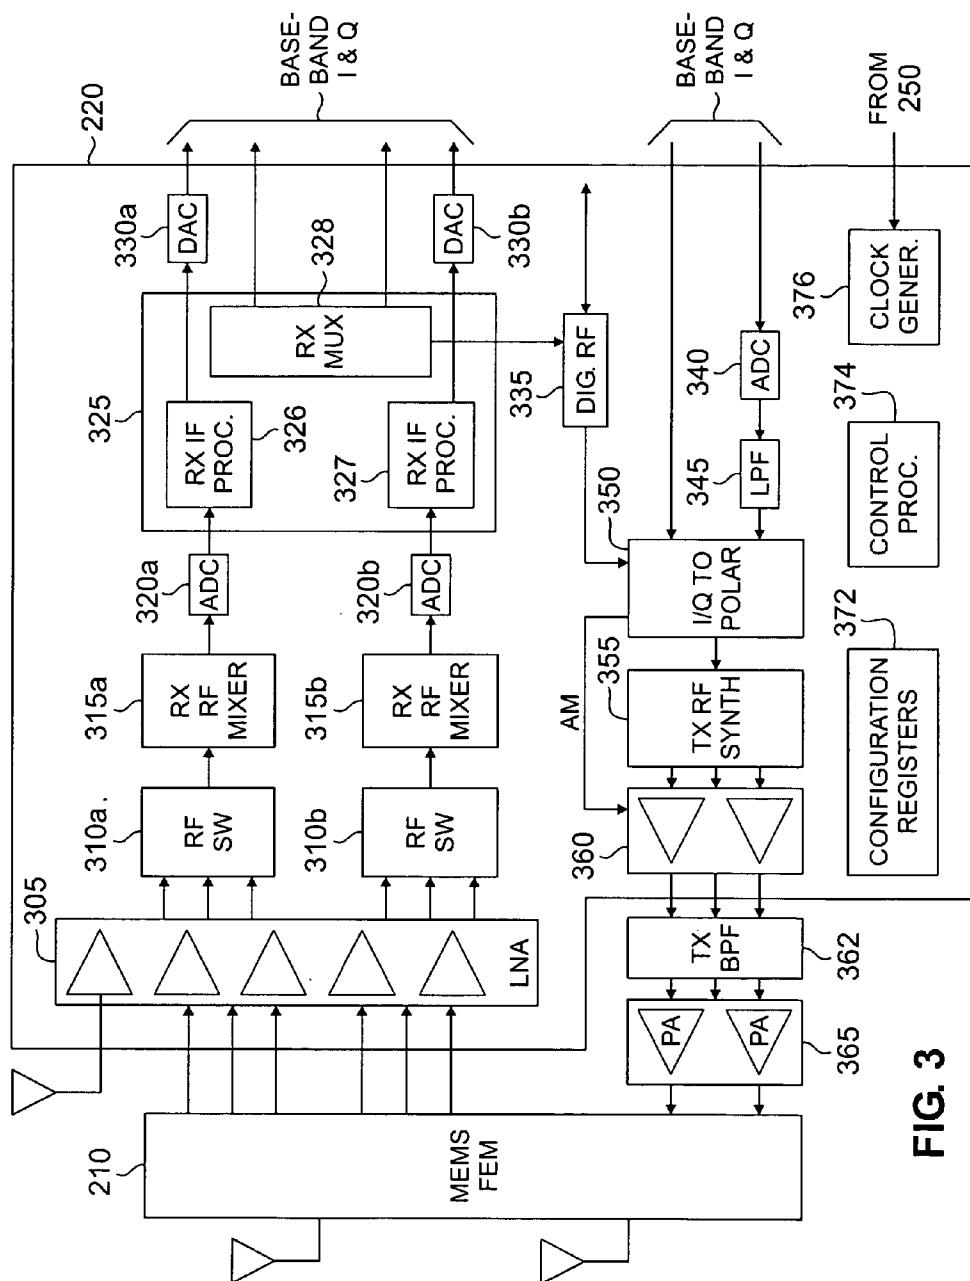 220
BASE-
BAND
I & Q
BASE-
BAND
I & Q
FROM
250
330a
DAC
DAC
330b
328
RX
MUX
325
RX IF
PROC.
326
327
RX IF
PROC.
335
DIG. RF
340
ADC
345
LPF
376
CLOCK
GENER.
374
CONTROL
PROC.
372
CONFIGURATION
REGISTERS
320a
ADC
320b
ADC
350
I/Q TO
POLAR
315a
RX
RF
MIXER
315b
RX
RF
MIXER
355
TX RF
SYNTH
AM
310a.
RF
SW
310b
RF
SW
360
305
LNA
TX
BPF
362
PA
PA
365
210
MEMS
FEM
FIG. 3